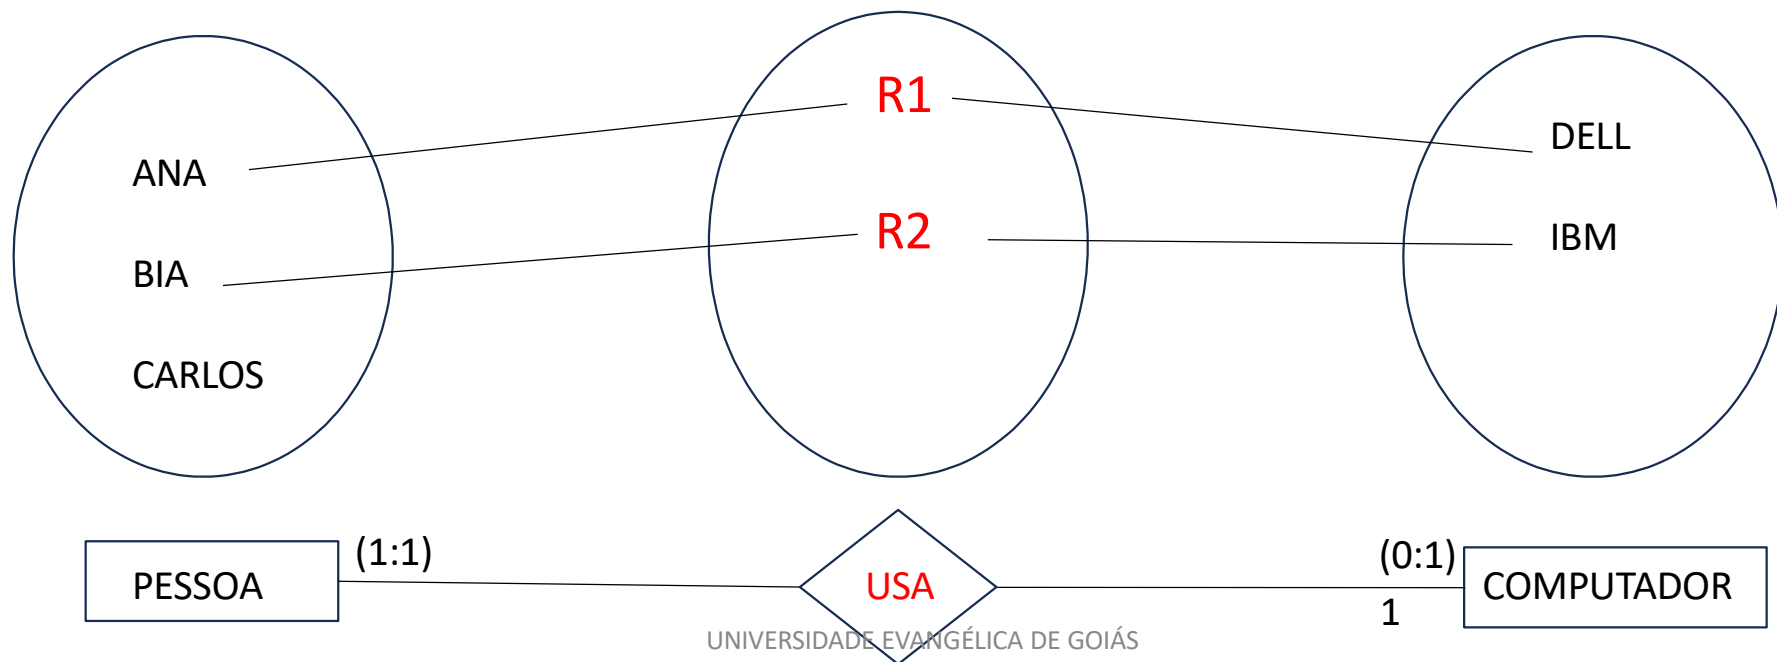 R1
DELL
ANA
R2
IBM
BIA
CARLOS
(1:1)
(0:1)
PESSOA
USA
COMPUTADOR
1
UNIVERSIDADE EVANGÉLICA DE GOIÁS